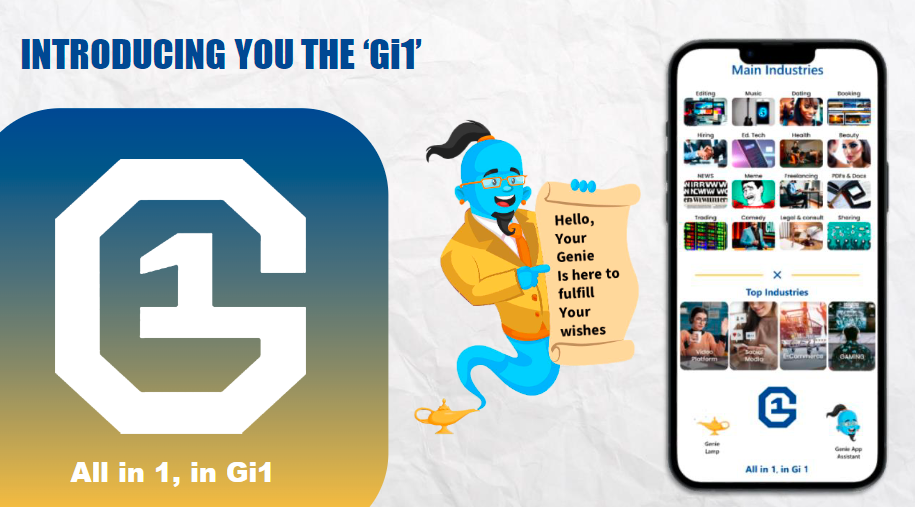 INTRODUCING YOU THE ‘Gi1’
All in 1, in Gi1
Hello,
Your
Genie
Is here to
fulfill
Your
wishes
Main Industries
Editing Music Dating Booking
Hiring Ed. Tech Health Beauty
NEWS Meme Freelancing PDFs & Docs
Trading Comedy Legal & consult Sharing
Top Industries
Video Social E-Commerce GAMING
Platform Media
Genie
Lamp
Genie App
Assistant
All in 1, in Gi 1